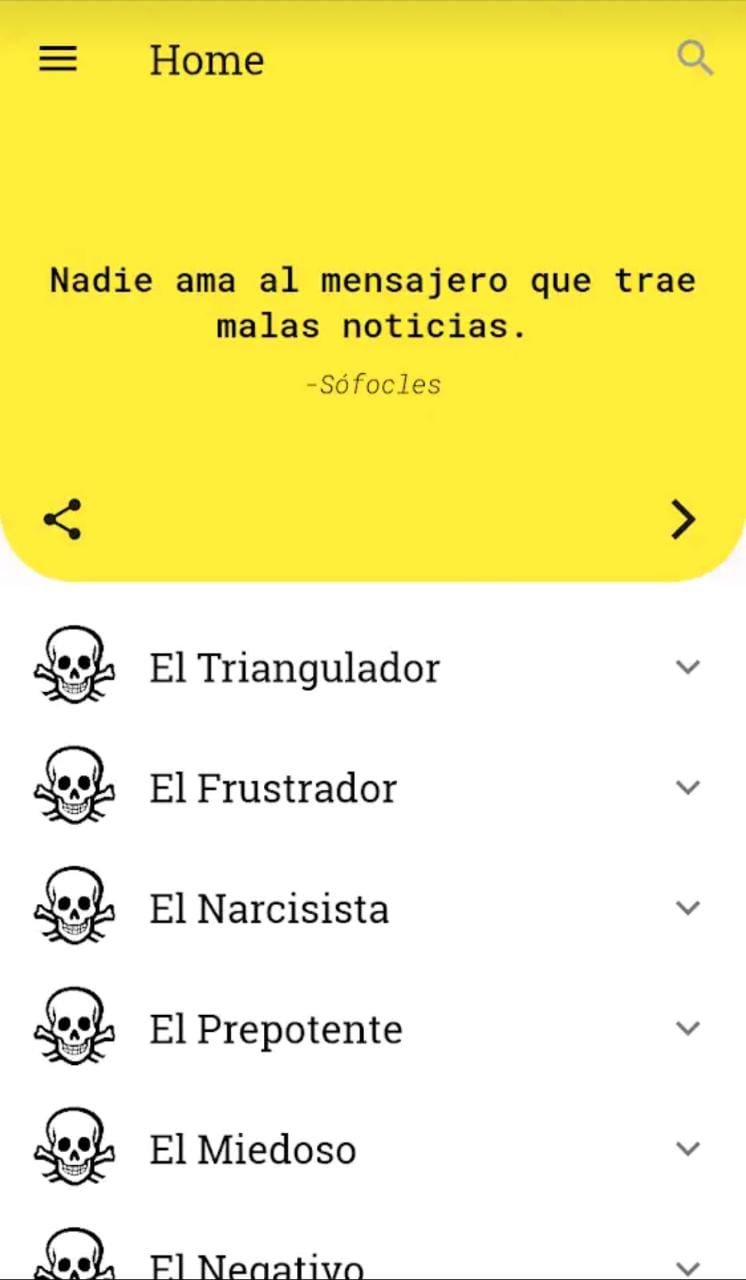 Home
Nadie ama al mensajero que trae
malas noticias.
-Sófocles
El Triangulador
El Frustrador
El Narcisista
El Prepotente
El Miedoso
El Negativo